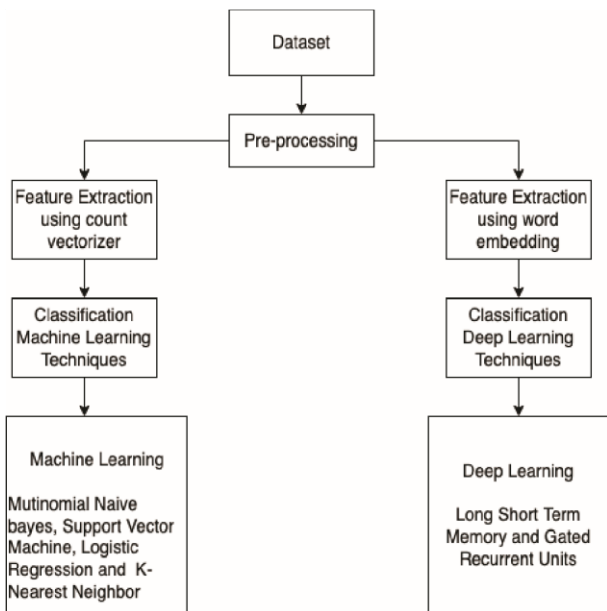 Dataset
Pre-processing
Feature Extraction
using count
vectorizer
Feature Extraction
using word
embedding
Classification
Machine Learning
Techniques
Classification
Deep Learning
Techniques
Machine Learning
Mutinomial Naive
bayes, Support Vector
Machine, Logistic
Regression and K-
Nearest Neighbor
Deep Learning
Long Short Term
Memory and Gated
Recurrent Units